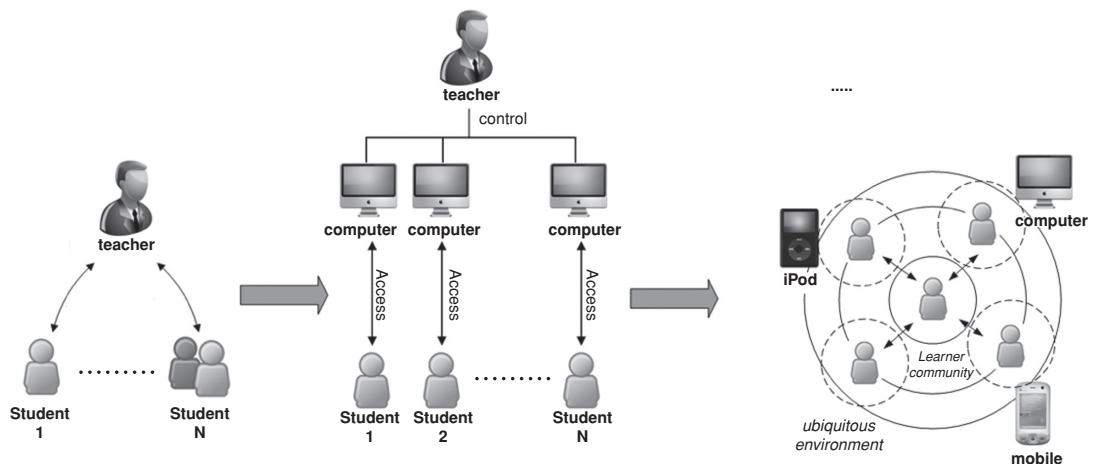 teacher
Student
1
Student
N
teacher
control
computer
computer
computer
Access
Access
Access
Student
1
Student
2
Student
N
.....
computer
iPod
Learner
community
ubiquitous
environment
mobile